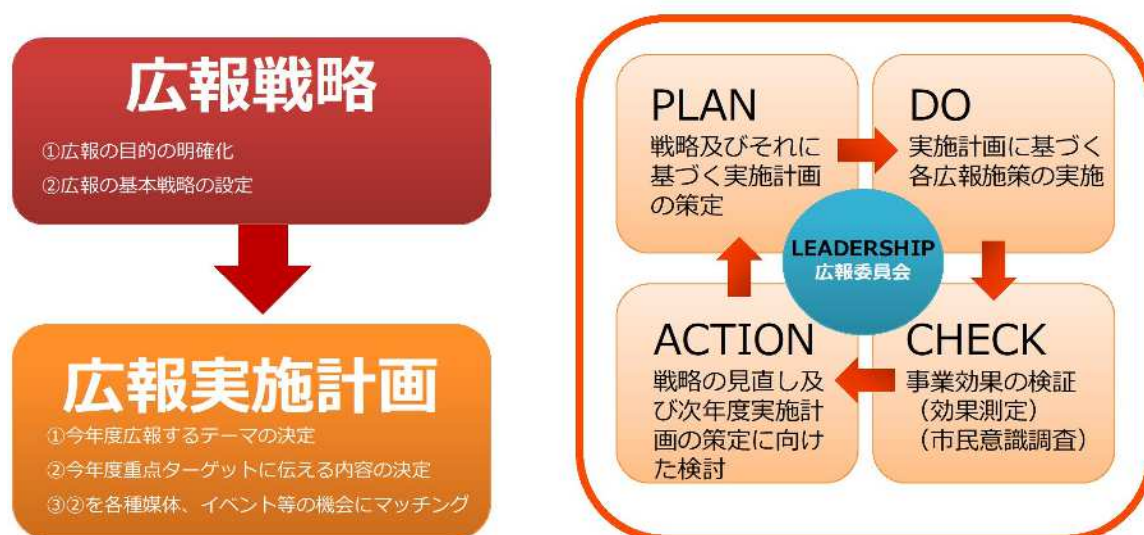 広報戦略
①広報の目的の明確化
②広報の基本戦略の設定
広報実施計画
①今年度広報するテーマの決定
②今年度重点ターゲットに伝える内容の決定
③②を各種媒体、イベント等の機会にマッチング
PLAN
戦略及びそれに
基づく実施計画
の策定
DO
実施計画に基づく
各広報施策の実施
LEADERSHIP
広報委員会
ACTION
戦略の見直し及
び次年度実施計
画の策定に向け
た検討
CHECK
事業効果の検証
（効果測定）
（市民意識調査）